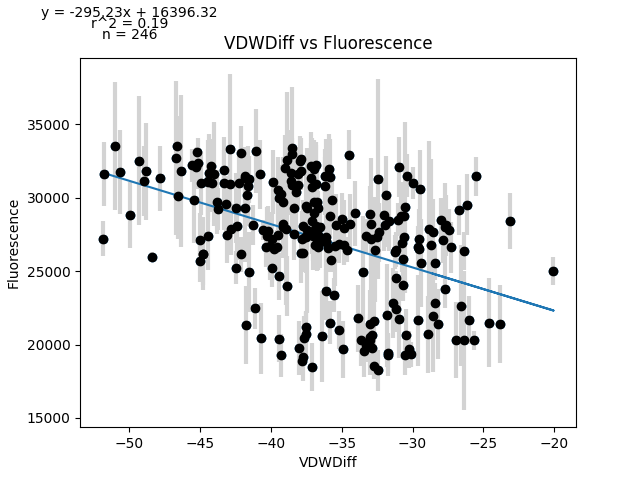 y = -295.23x + 16396.32
r^2 = 0.19
n = 246
VDWDiff vs Fluorescence
35000
30000
25000
20000
15000
Fluorescence
−50
−45
−40
−35
−30
−25
−20
VDWDiff